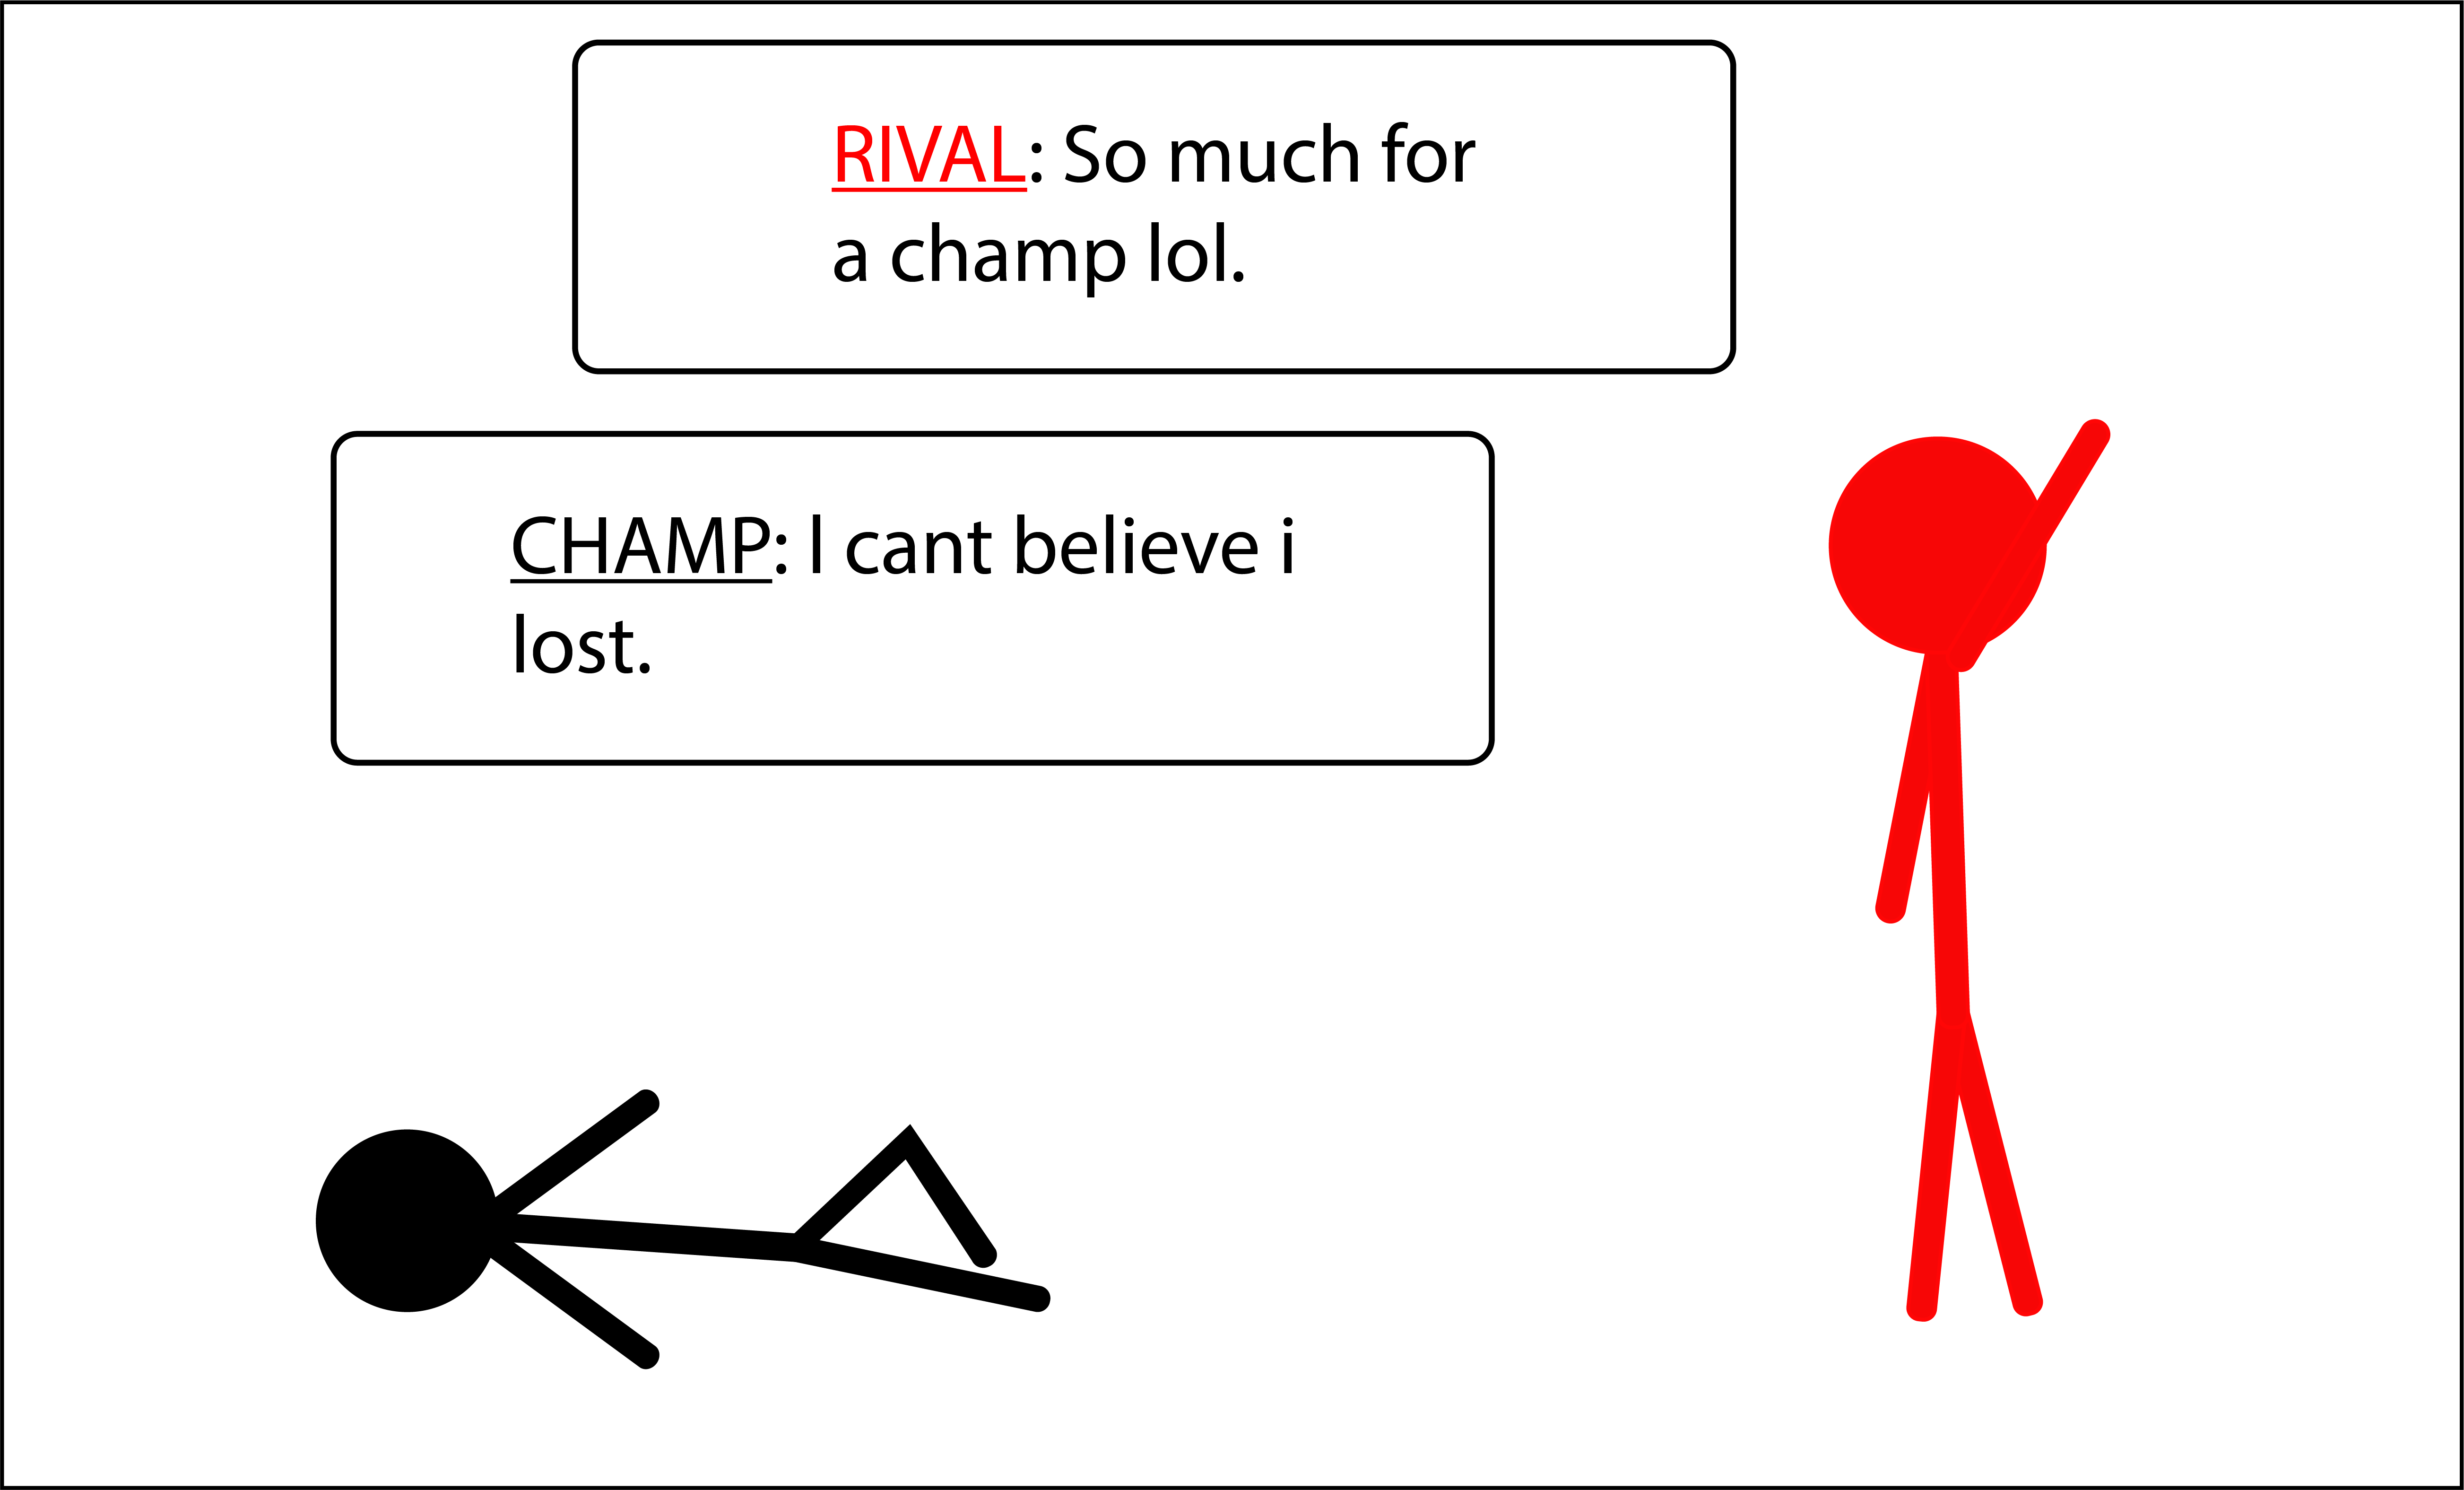 RIVAL: So much for
a champ lol.
CHAMP: I cant believe i
lost.